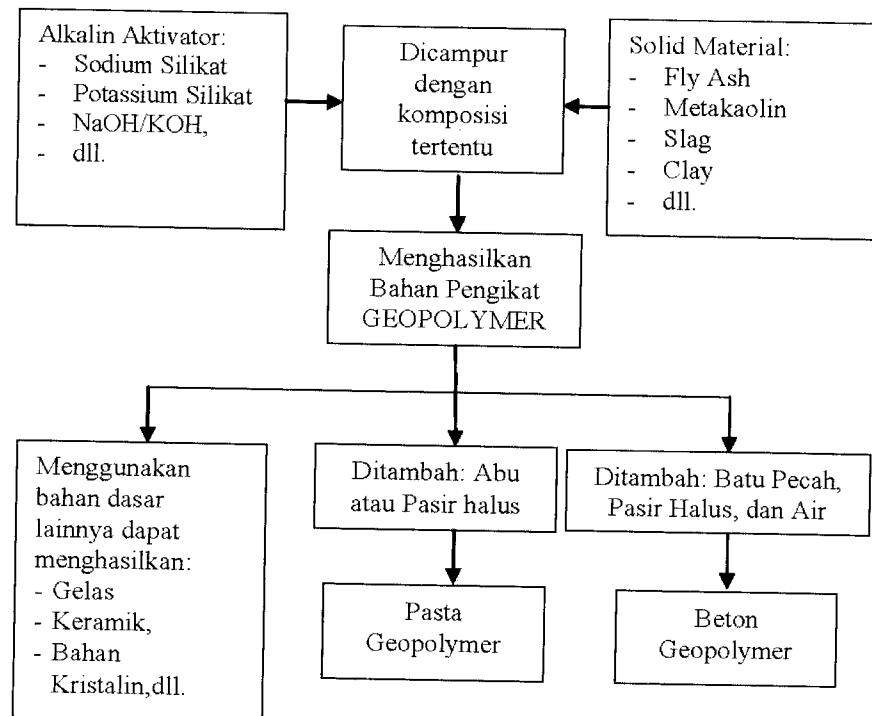 Alkalin Aktivator:
- Sodium Silikat
- Potassium Silikat
- NaOH/KOH,
- dll.
Dicampur
dengan
komposisi
tertentu
Solid Material:
- Fly Ash
- Metakaolin
- Slag
- Clay
- dll.
Menghasilkan
Bahan Pengikat
GEOPOLYMER
Menggunakan
bahan dasar
lainnya dapat
menghasilkan:
- Gelas
- Keramik,
- Bahan
Kristalin,dll.
Ditambah: Abu
atau Pasir halus
Ditambah: Batu Pecah,
Pasir Halus, dan Air
Pasta
Geopolymer
Beton
Geopolymer